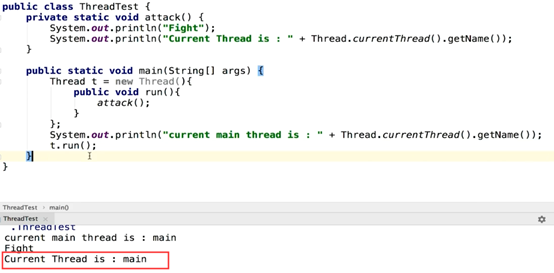 public class ThreadTest {
    private static void attack() {
        System.out.println("Fight");
        System.out.println("Current Thread is : " + Thread.currentThread().getName());
    }
    public static void main(String[] args) {
        Thread t = new Thread(){
            public void run(){
                attack();
            }
        };
        System.out.println("current main thread is : " + Thread.currentThread().getName());
        t.run();
    }
}
ThreadTest › main()
ThreadTest ×
.ThreadTest
current main thread is : main
Fight
Current Thread is : main